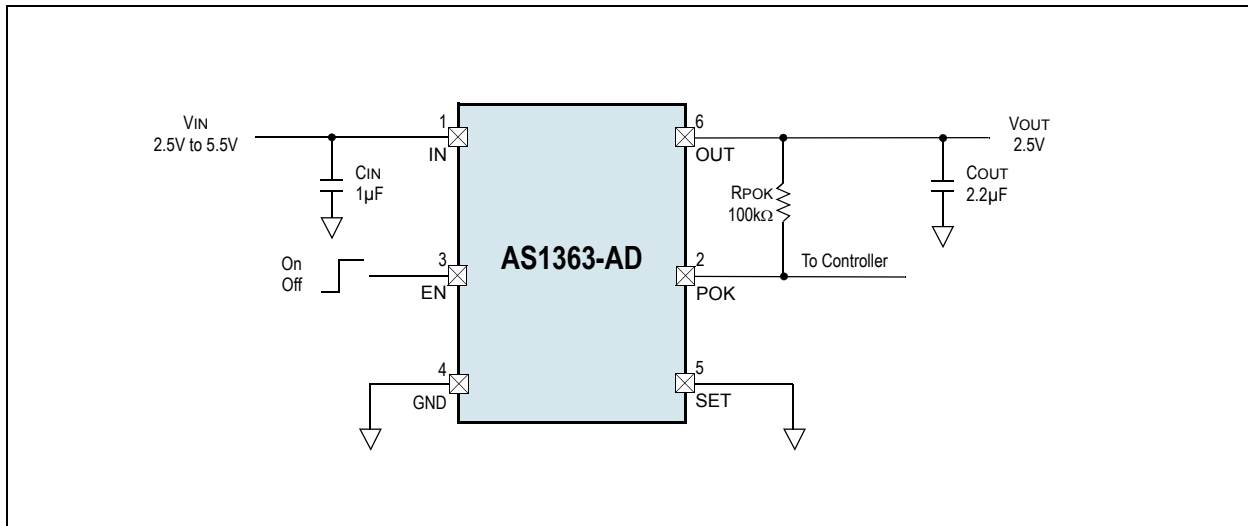 VIN
2.5V to 5.5V
CIN
1µF
1
IN
On
Off
3
EN
4
GND
AS1363-AD
6
OUT
RPOK
100kΩ
2
POK
To Controller
5
SET
VOUT
2.5V
COUT
2.2µF